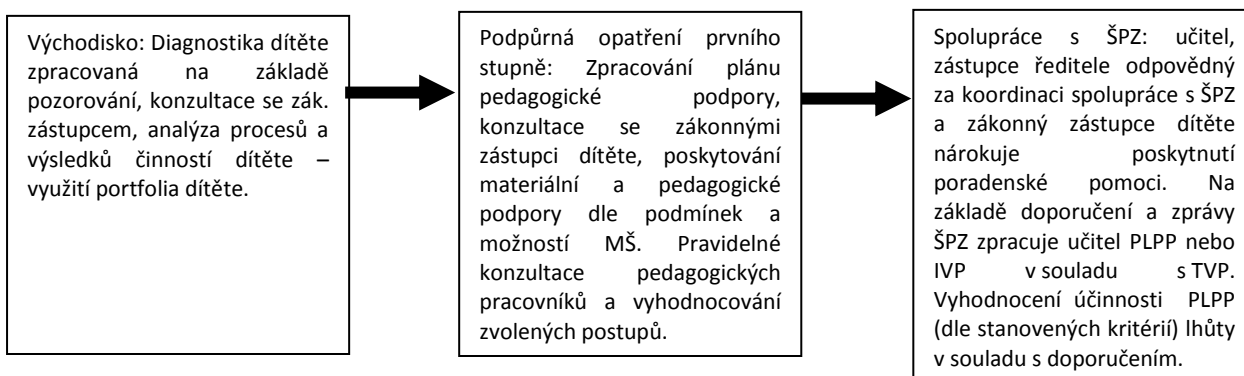 Východisko: Diagnostika dítěte
zpracovaná na základě
pozorování, konzultace se zák.
zástupcem, analýza procesů a
výsledků činností dítěte –
využití portfolia dítěte.
Podpůrná opatření prvního
stupně: Zpracování plánu
pedagogické podpory,
konzultace se zákonnými
zástupci dítěte, poskytování
materiální a pedagogické
podpory dle podmínek a
možností MŠ. Pravidelné
konzultace pedagogických
pracovníků a vyhodnocování
zvolených postupů.
Spolupráce s ŠPZ: učitel,
zástupce ředitele odpovědný
za koordinaci spolupráce s ŠPZ
a zákonný zástupce dítěte
nárokuje poskytnutí
poradenské pomoci. Na
základě doporučení a zprávy
ŠPZ zpracuje učitel PLPP nebo
IVP v souladu s TVP.
Vyhodnocení účinnosti PLPP
(dle stanovených kritérií) lhůty
v souladu s doporučením.